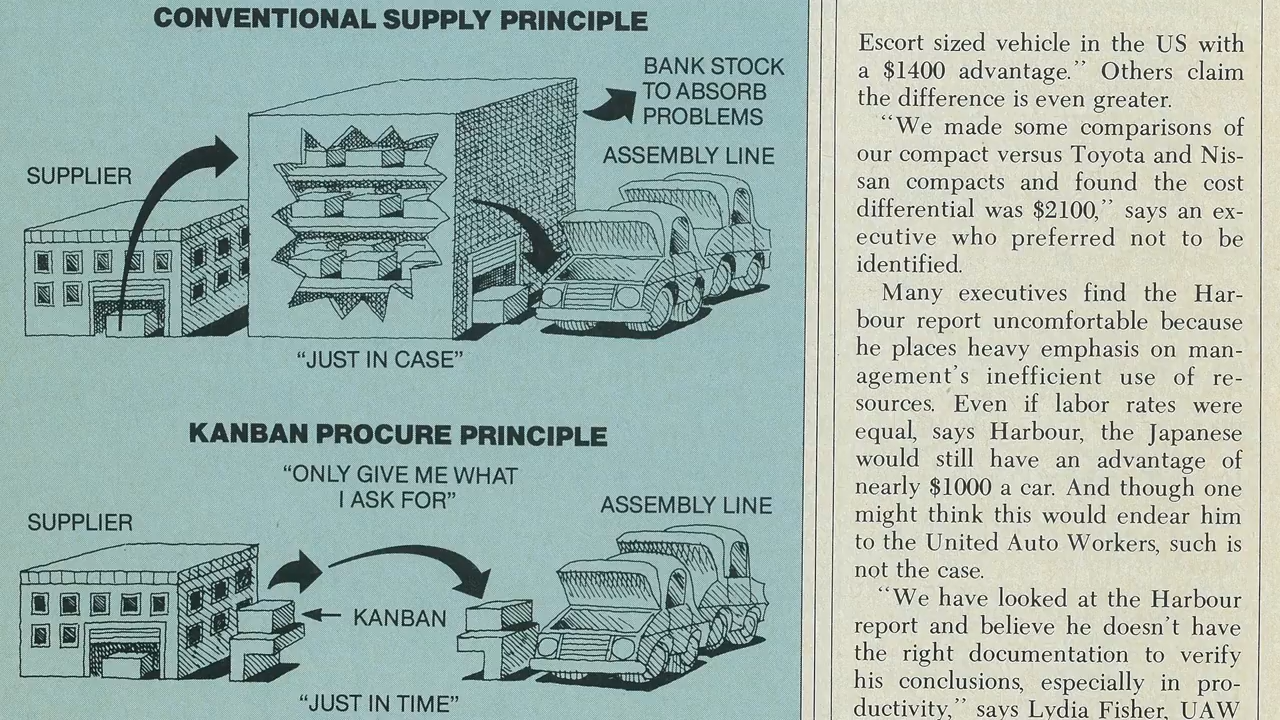 CONVENTIONAL SUPPLY PRINCIPLE
BANK STOCK
TO ABSORB
PROBLEMS
ASSEMBLY LINE
SUPPLIER
“JUST IN CASE”
KANBAN PROCURE PRINCIPLE
“ONLY GIVE ME WHAT
I ASK FOR”
ASSEMBLY LINE
SUPPLIER
KANBAN
“JUST IN TIME”
Escort sized vehicle in the US with
a $1400 advantage.” Others claim
the difference is even greater.
“We made some comparisons of
our compact versus Toyota and Nis-
san compacts and found the cost
differential was $2100,” says an ex-
ecutive who preferred not to be
identified.
Many executives find the Har-
bour report uncomfortable because
he places heavy emphasis on man-
agement’s inefficient use of re-
sources. Even if labor rates were
equal, says Harbour, the Japanese
would still have an advantage of
nearly $1000 a car. And though one
might think this would endear him
to the United Auto Workers, such is
not the case.
“We have looked at the Harbour
report and believe he doesn’t have
the right documentation to verify
his conclusions, especially in pro-
ductivity,” says Lydia Fisher, UAW